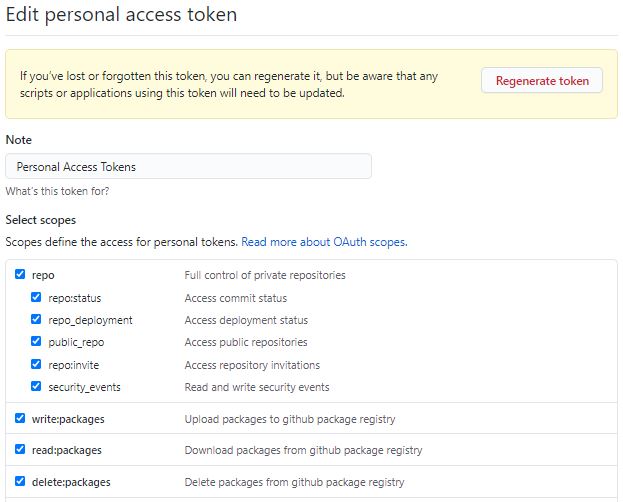 Edit personal access token
If you've lost or forgotten this token, you can regenerate it, but be aware that any
scripts or applications using this token will need to be updated.
Regenerate token
Note
Personal Access Tokens
What's this token for?
Select scopes
Scopes define the access for personal tokens. Read more about OAuth scopes.
repo Full control of private repositories
repo:status Access commit status
repo_deployment Access deployment status
public_repo Access public repositories
repo:invite Access repository invitations
security_events Read and write security events
write:packages Upload packages to github package registry
read:packages Download packages from github package registry
delete:packages Delete packages from github package registry